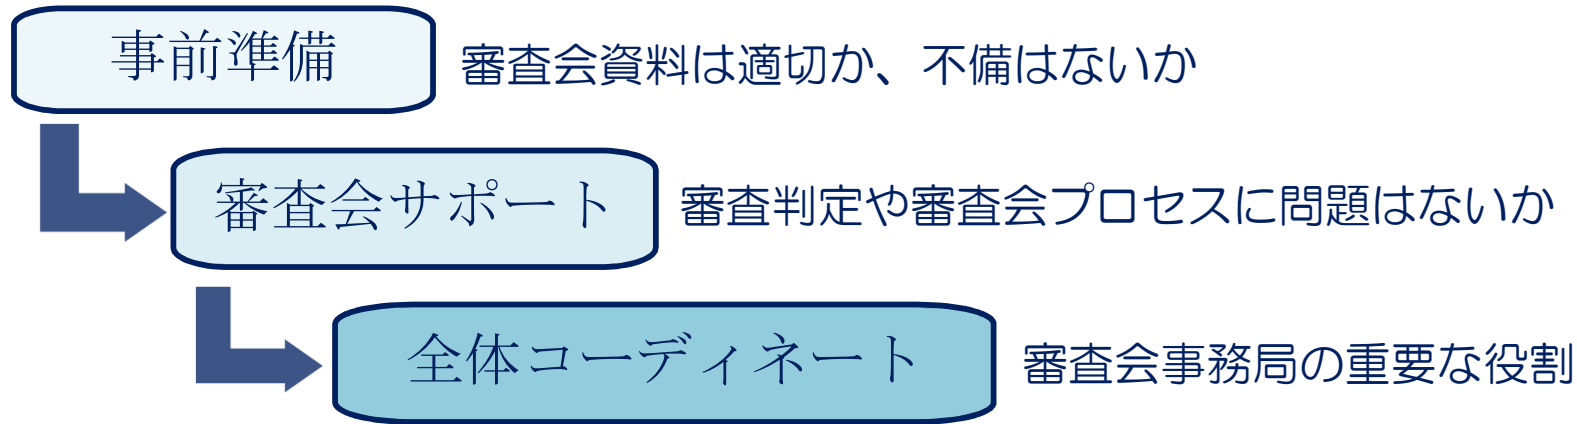 事前準備
審査会資料は適切か、不備はないか
審査会サポート
審査判定や審査会プロセスに問題はないか
全体コーディネート
審査会事務局の重要な役割